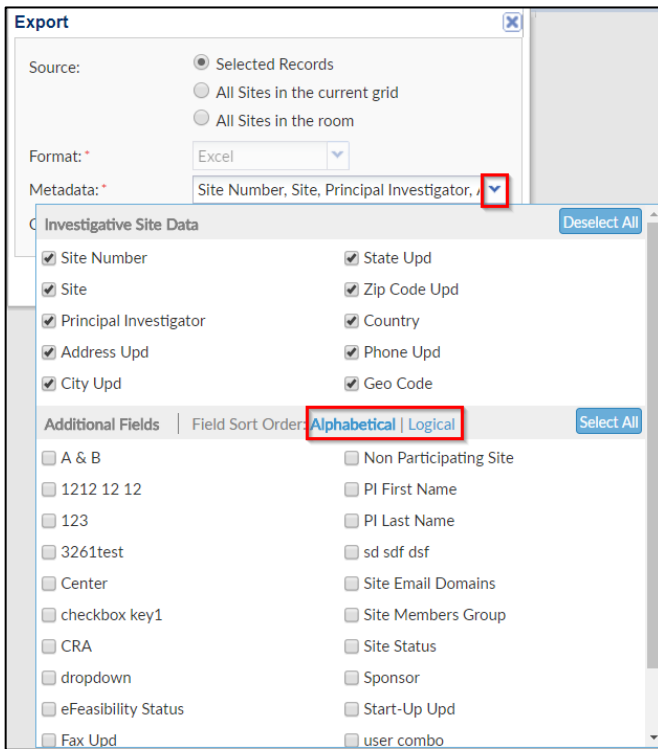 Export
Source:
Selected Records
All Sites in the current grid
All Sites in the room
Format:*
Excel
Metadata:*
Site Number, Site, Principal Investigator,
Investigative Site Data
Deselect All
Site Number
State Upd
Site
Zip Code Upd
Principal Investigator
Country
Address Upd
Phone Upd
City Upd
Geo Code
Additional Fields | Field Sort Order: Alphabetical | Logical
Select All
A & B
Non Participating Site
1212 12 12
PI First Name
123
PI Last Name
3261test
sd sdf dsf
Center
Site Email Domains
checkbox key1
Site Members Group
CRA
Site Status
dropdown
Sponsor
eFeasibility Status
Start-Up Upd
Fax Upd
user combo